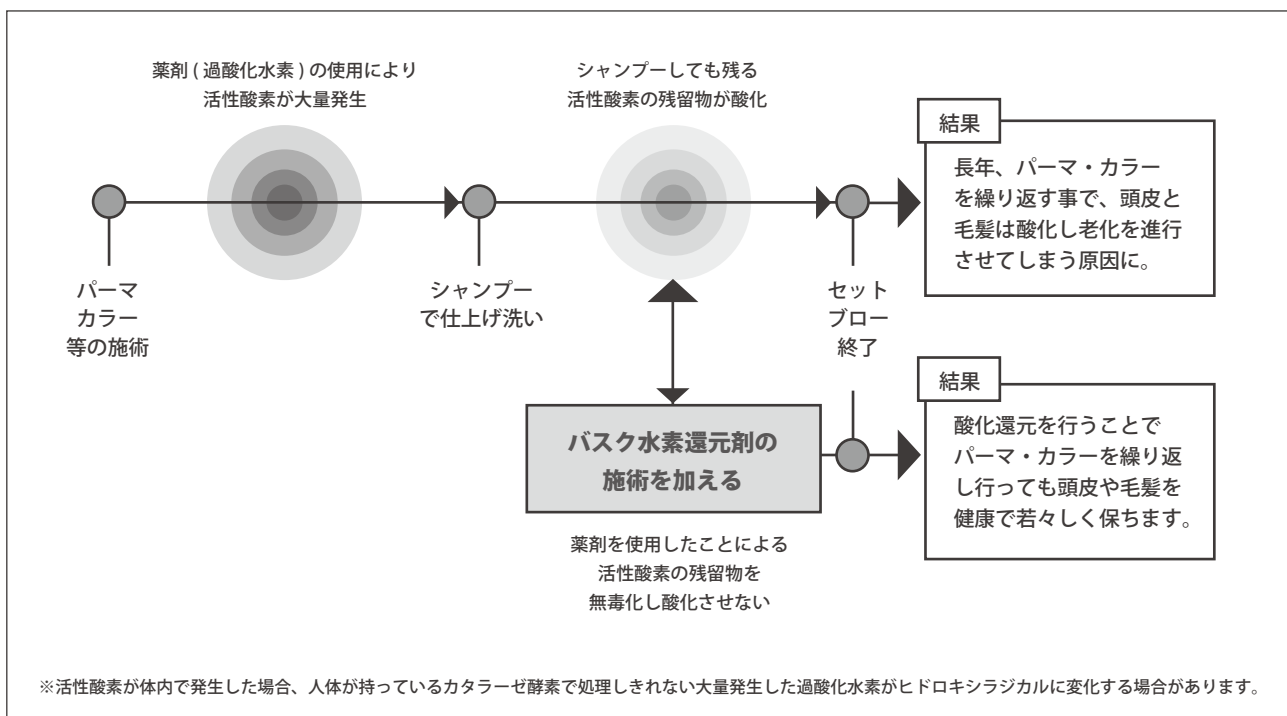 薬剤 ( 過酸化水素 ) の使用により
活性酸素が大量発生
シャンプーしても残る
活性酸素の残留物が酸化
パーマ
カラー
等の施術
シャンプー
で仕上げ洗い
セット
ブロー
終了
結果
長年、パーマ・カラー
を繰り返す事で、頭皮と
毛髪は酸化し老化を進行
させてしまう原因に。
バスク水素還元剤の
施術を加える
薬剤を使用したことによる
活性酸素の残留物を
無毒化し酸化させない
結果
酸化還元を行うことで
パーマ・カラーを繰り返
し行っても頭皮や毛髪を
健康で若々しく保ちます。
※活性酸素が体内で発生した場合、人体が持っているカタラーゼ酵素で処理しきれない大量発生した過酸化水素がヒドロキシラジカルに変化する場合があります。